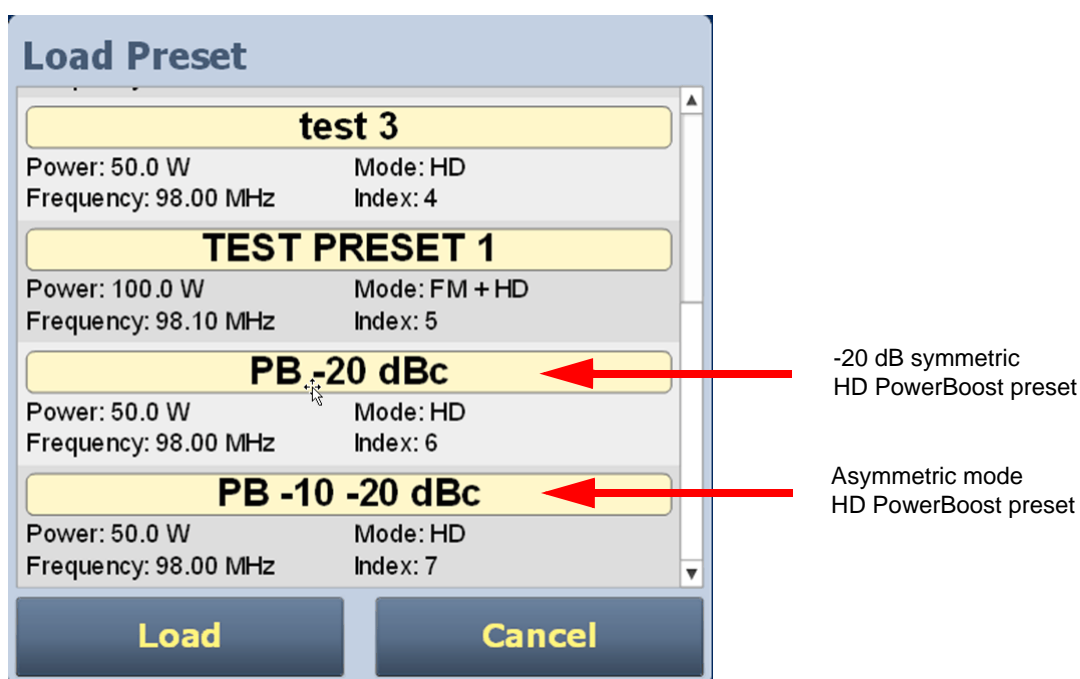 Load Preset
test 3
Power: 50.0 W Mode: HD
Frequency: 98.00 MHz Index: 4
TEST PRESET 1
Power: 100.0 W Mode: FM + HD
Frequency: 98.10 MHz Index: 5
PB -20 dBc
Power: 50.0 W Mode: HD
Frequency: 98.00 MHz Index: 6
PB -10 -20 dBc
Power: 50.0 W Mode: HD
Frequency: 98.00 MHz Index: 7
Load Cancel
-20 dB symmetric
HD PowerBoost preset
Asymmetric mode
HD PowerBoost preset